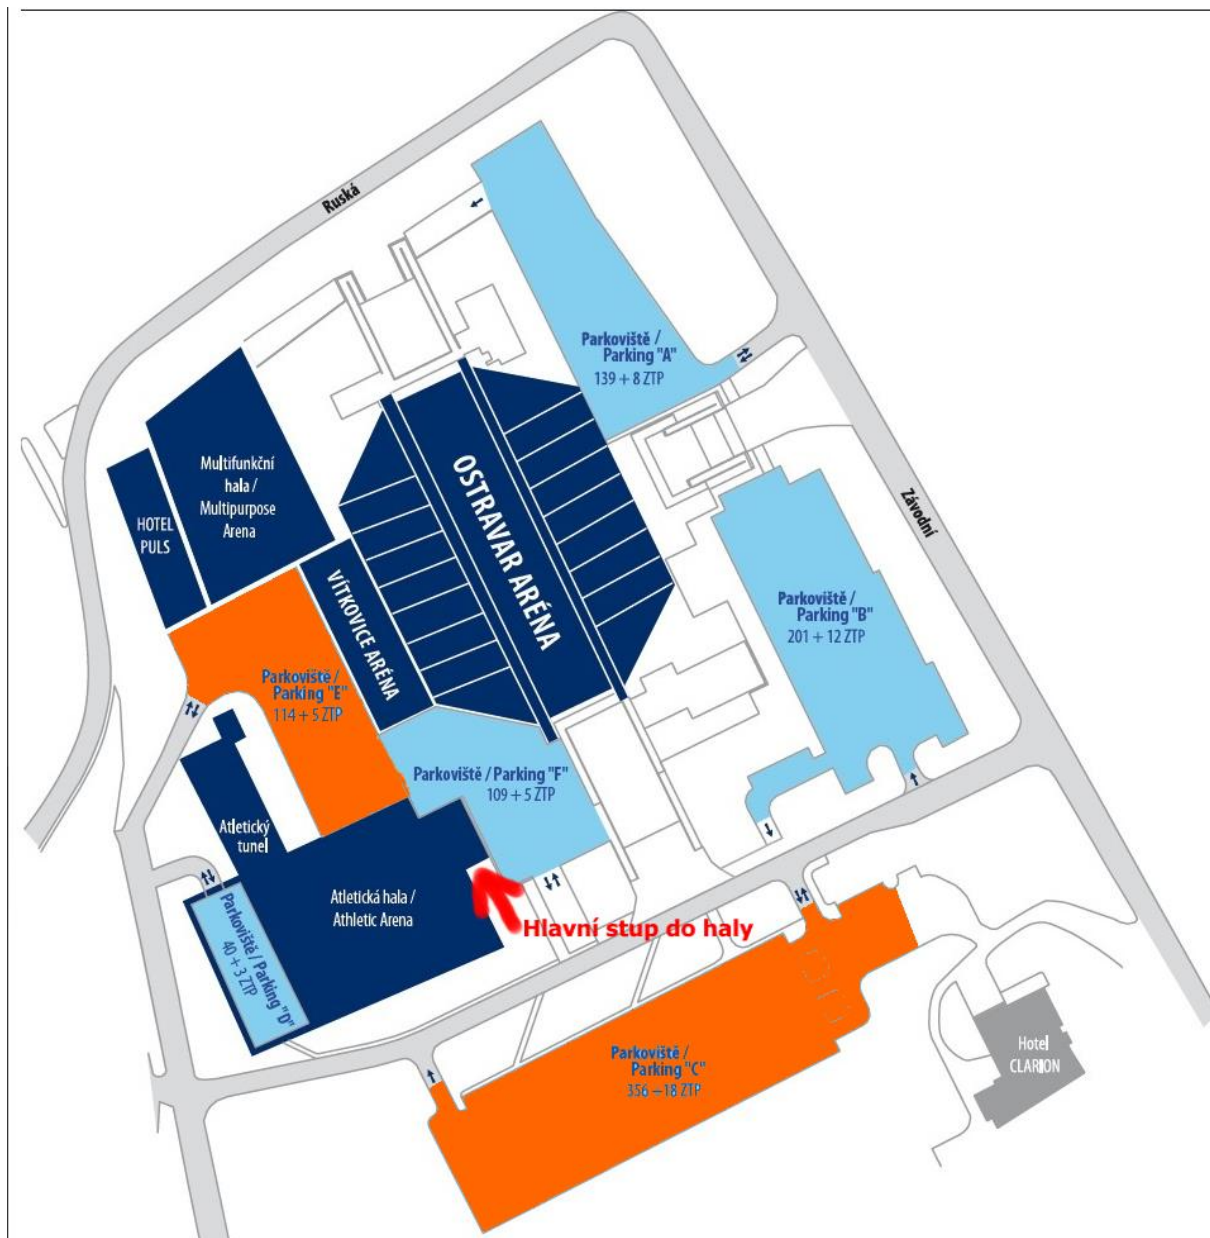 Ruská
Parkoviště /
Parking "A"
139 + 8 ZTP
Multifunkční
hala /
Multipurpose
Arena
HOTEL
PULS
OSTRAVAR ARÉNA
VÍTKOVICE ARÉNA
Závodní
Parkoviště /
Parking "B"
201 + 12 ZTP
Parkoviště /
Parking "E"
114 + 5 ZTP
Parkoviště / Parking "F"
109 + 5 ZTP
Atletický
tunel
Atletická hala /
Athletic Arena
Parkoviště / Parking "D"
40 + 3 ZTP
Hlavní stup do haly
Parkoviště /
Parking "C"
356 +18 ZTP
Hotel
CLARION